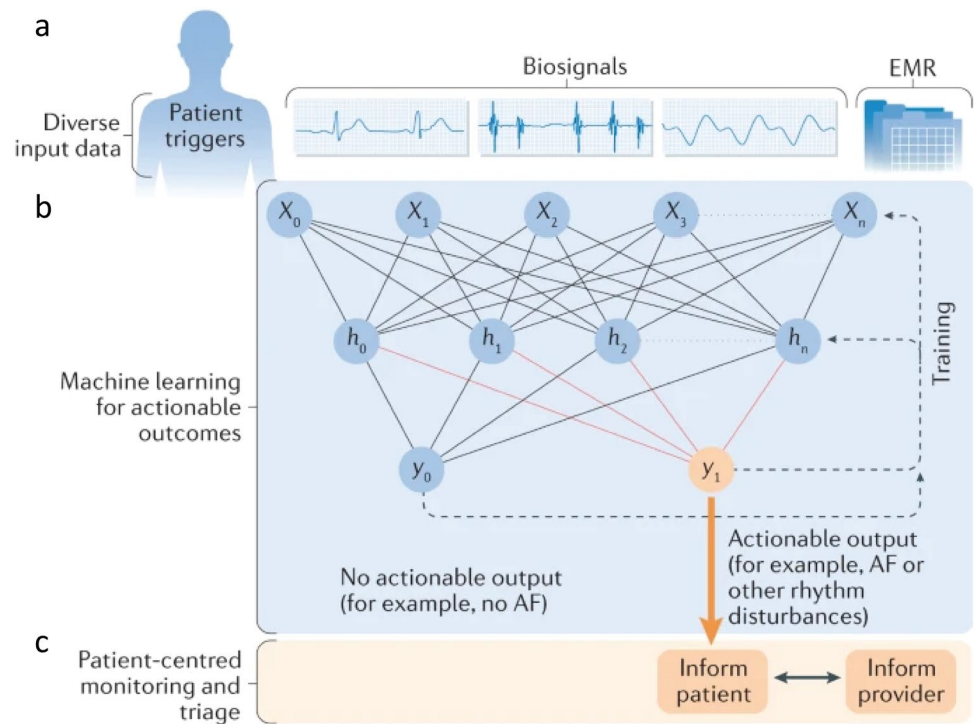 a
Diverse
input data
Patient
triggers
Biosignals
EMR
b
X0
X1
X2
X3
Xn
h0
h1
h2
hn
Training
Machine learning
for actionable
outcomes
y0
y1
No actionable output
(for example, no AF)
Actionable output
(for example, AF or
other rhythm
disturbances)
c
Patient-centred
monitoring and
triage
Inform
patient
Inform
provider